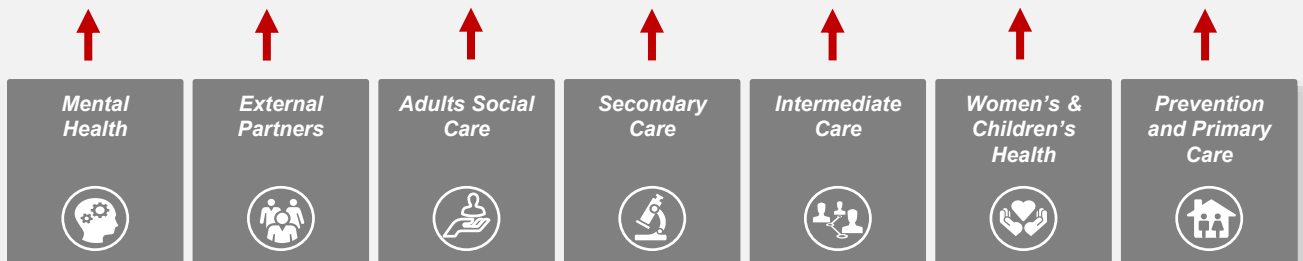 Mental
Health
External
Partners
Adults Social
Care
Secondary
Care
Intermediate
Care
Women's &
Children's
Health
Prevention
and Primary
Care